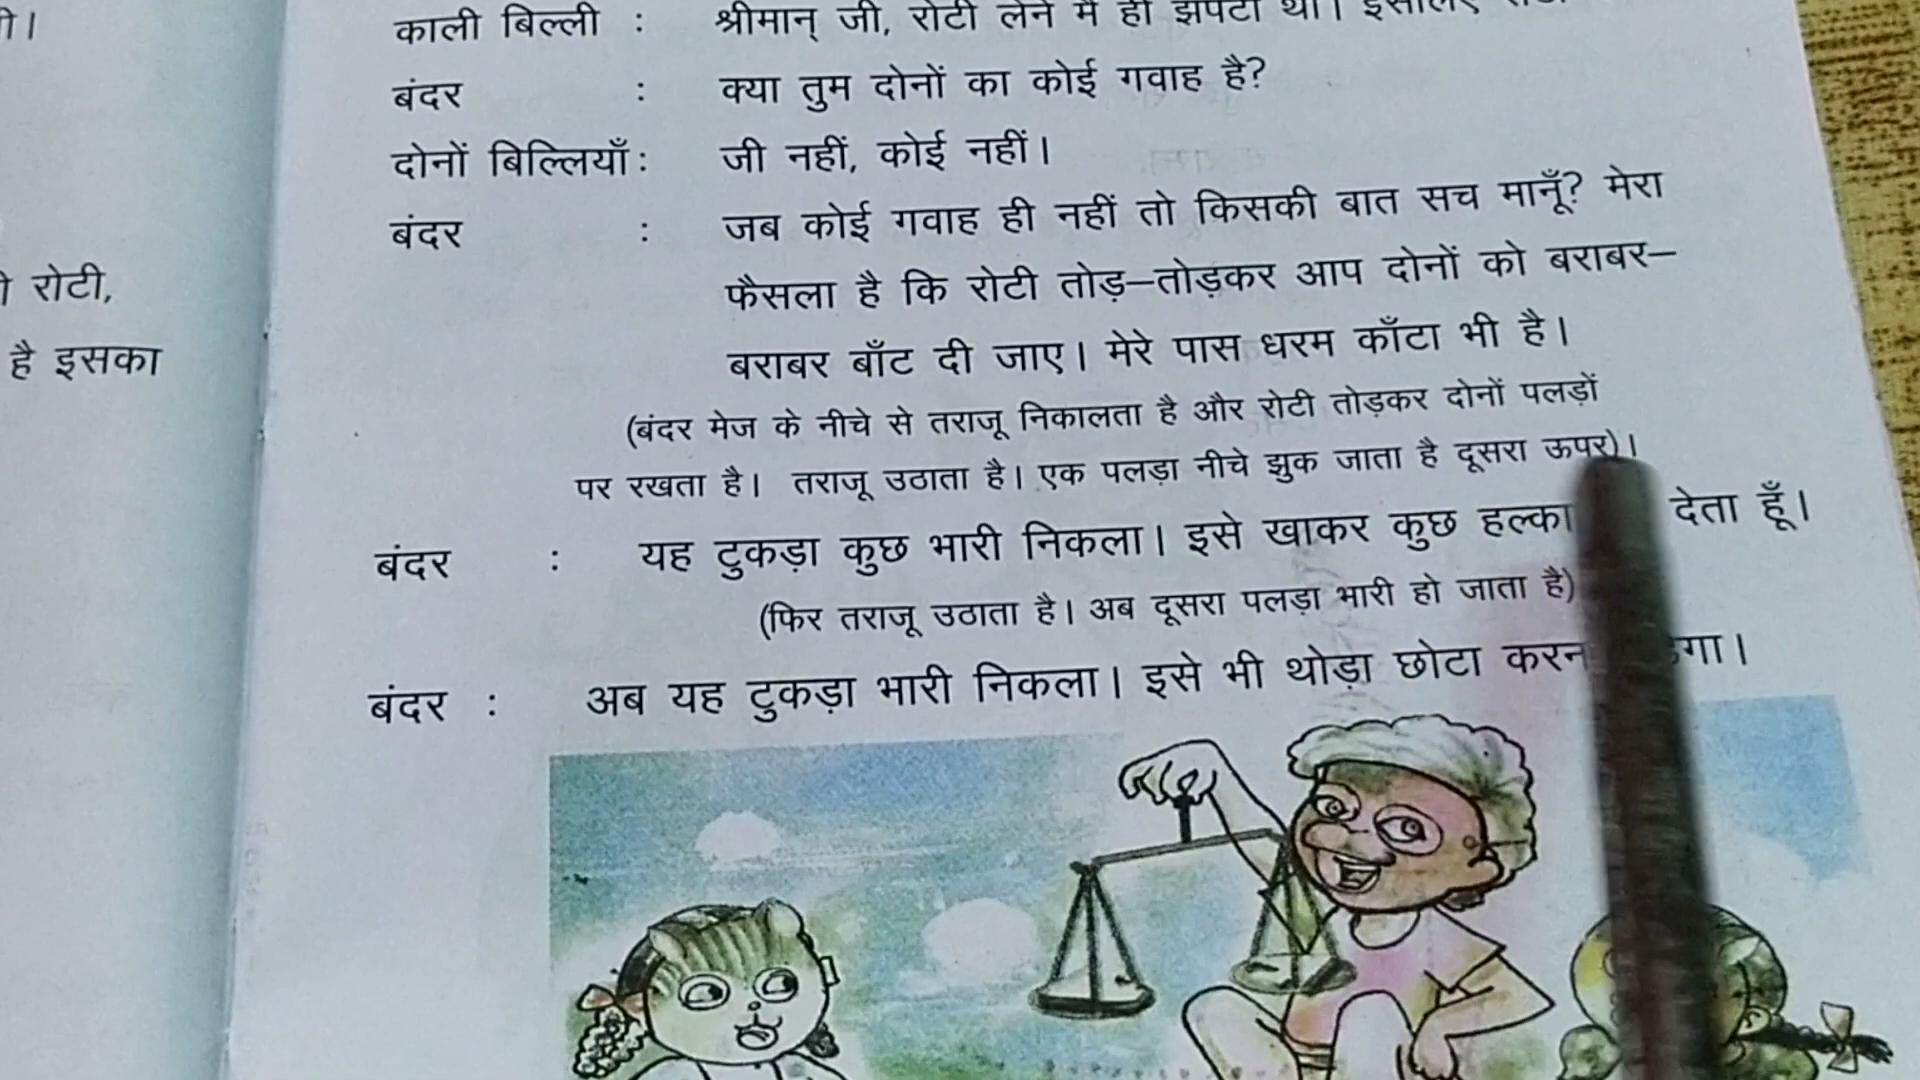 ी।
काली बिल्ली : श्रीमान् जी, रोटी लेने में ही झपटी थी। इसीलिए
बंदर : क्या तुम दोनों का कोई गवाह है?
दोनों बिल्लियाँ: जी नहीं, कोई नहीं।
बंदर : जब कोई गवाह ही नहीं तो किसकी बात सच मानूँ? मेरा
रोटी,
फैसला है कि रोटी तोड़–तोड़कर आप दोनों को बराबर–
है इसका
बराबर बाँट दी जाए। मेरे पास धरम काँटा भी है।
(बंदर मेज के नीचे से तराजू निकालता है और रोटी तोड़कर दोनों पलड़ों
पर रखता है। तराजू उठाता है। एक पलड़ा नीचे झुक जाता है दूसरा ऊपर)।
बंदर : यह टुकड़ा कुछ भारी निकला। इसे खाकर कुछ हल्का देता हूँ।
(फिर तराजू उठाता है। अब दूसरा पलड़ा भारी हो जाता है)
बंदर : अब यह टुकड़ा भारी निकला। इसे भी थोड़ा छोटा